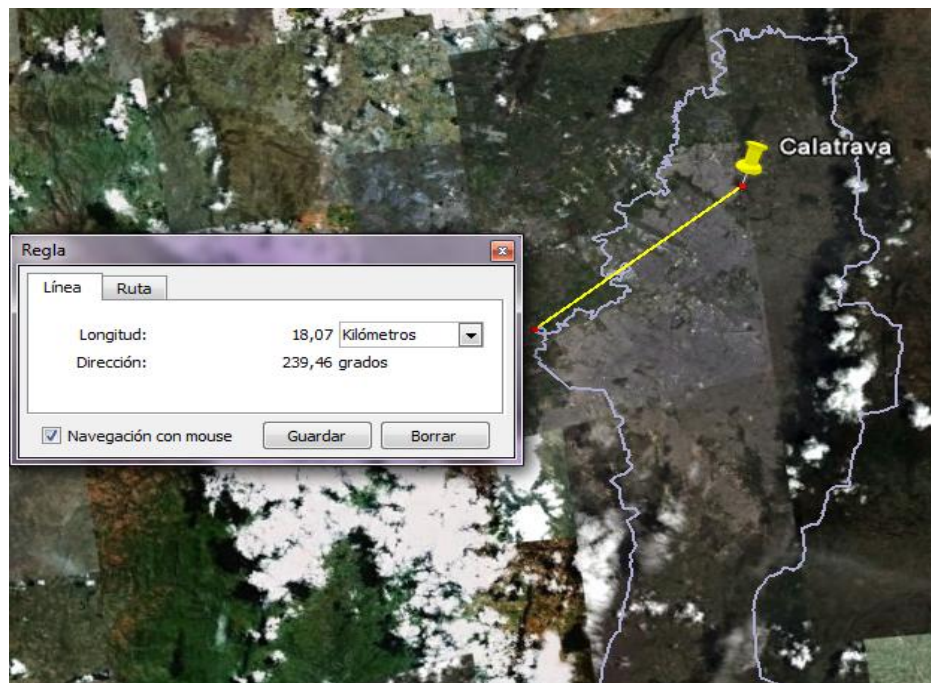 Calatrava
Regla
Línea
Ruta
Longitud: 18,07 Kilómetros
Dirección: 239,46 grados
Navegación con mouse Guardar Borrar